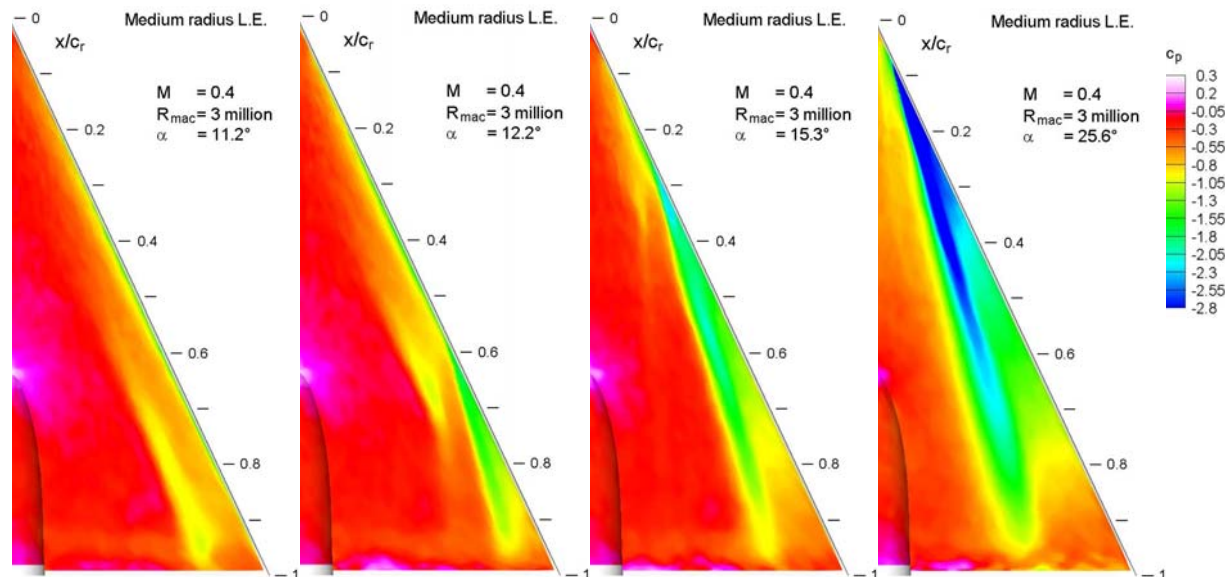 0
Medium radius L.E.
x/cr
M = 0.4
Rmac = 3 million
α = 11.2°
0.2
0.4
0.6
0.8
1
0
Medium radius L.E.
x/cr
M = 0.4
Rmac = 3 million
α = 12.2°
0.2
0.4
0.6
0.8
1
0
Medium radius L.E.
x/cr
M = 0.4
Rmac = 3 million
α = 15.3°
0.2
0.4
0.6
0.8
1
0
Medium radius L.E.
x/cr
M = 0.4
Rmac = 3 million
α = 25.6°
0.2
0.4
0.6
0.8
1
cp
0.3
0.2
-0.3
-0.55
-0.8
-1.05
-1.3
-1.55
-1.8
-2.05
-2.3
-2.55
-2.8